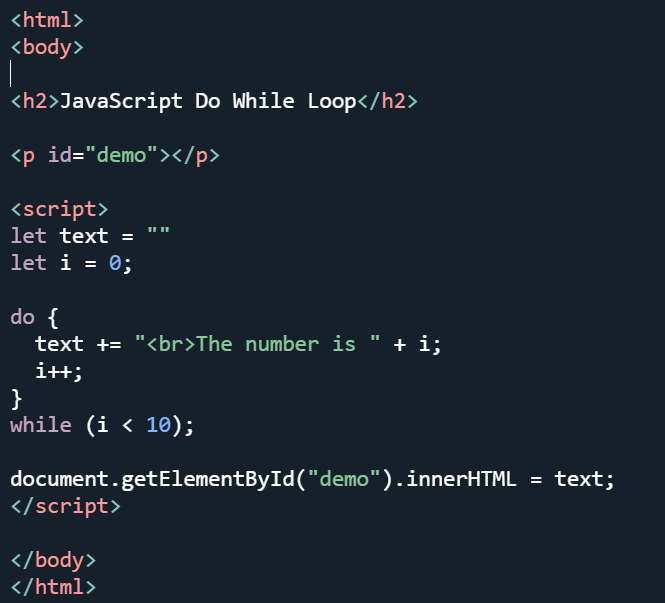 <html>
<body>
<h2>JavaScript Do While Loop</h2>
<p id="demo"></p>
<script>
let text = ""
let i = 0;
do {
  text += "<br>The number is " + i;
  i++;
}
while (i < 10);
document.getElementById("demo").innerHTML = text;
</script>
</body>
</html>